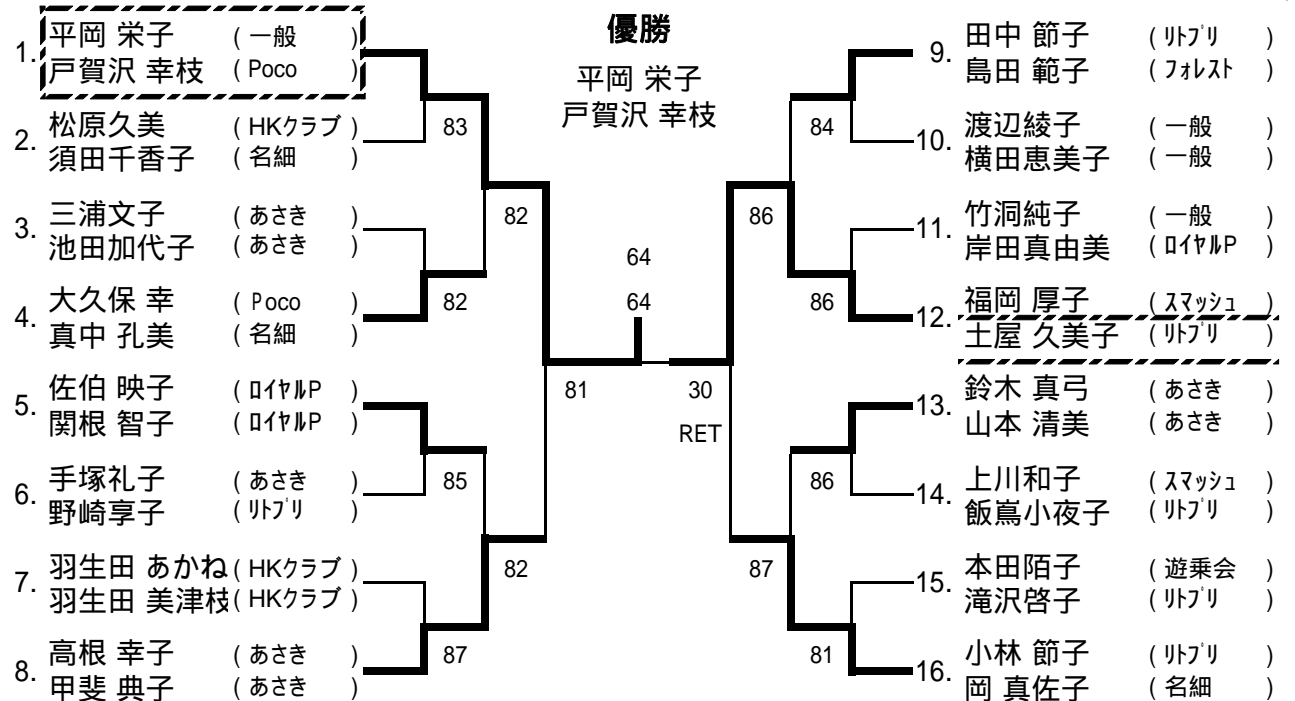 優勝
平岡 栄子
戸賀沢 幸枝
1. 平岡 栄子 ( 一般 )
戸賀沢 幸枝 ( Poco )
2. 松原久美 ( HKクラブ )
須田千香子 ( 名細 )
3. 三浦文子 ( あさき )
池田加代子 ( あさき )
4. 大久保 幸 ( Poco )
真中 孔美 ( 名細 )
5. 佐伯 映子 ( ロイヤルP )
関根 智子 ( ロイヤルP )
6. 手塚礼子 ( あさき )
野崎享子 ( リトプリ )
7. 羽生田 あかね ( HKクラブ )
羽生田 美津枝 ( HKクラブ )
8. 高根 幸子 ( あさき )
甲斐 典子 ( あさき )
83
82
85
87
82
82
81
64
64
30
RET
86
87
84
86
86
81
9. 田中 節子 ( リトプリ )
島田 範子 ( フォレスト )
10. 渡辺綾子 ( 一般 )
横田恵美子 ( 一般 )
11. 竹洞純子 ( 一般 )
岸田真由美 ( ロイヤルP )
12. 福岡 厚子 ( スマッシュ )
土屋 久美子 ( リトプリ )
13. 鈴木 真弓 ( あさき )
山本 清美 ( あさき )
14. 上川和子 ( スマッシュ )
飯嶌小夜子 ( リトプリ )
15. 本田陌子 ( 遊乗会 )
滝沢啓子 ( リトプリ )
16. 小林 節子 ( リトプリ )
岡 真佐子 ( 名細 )